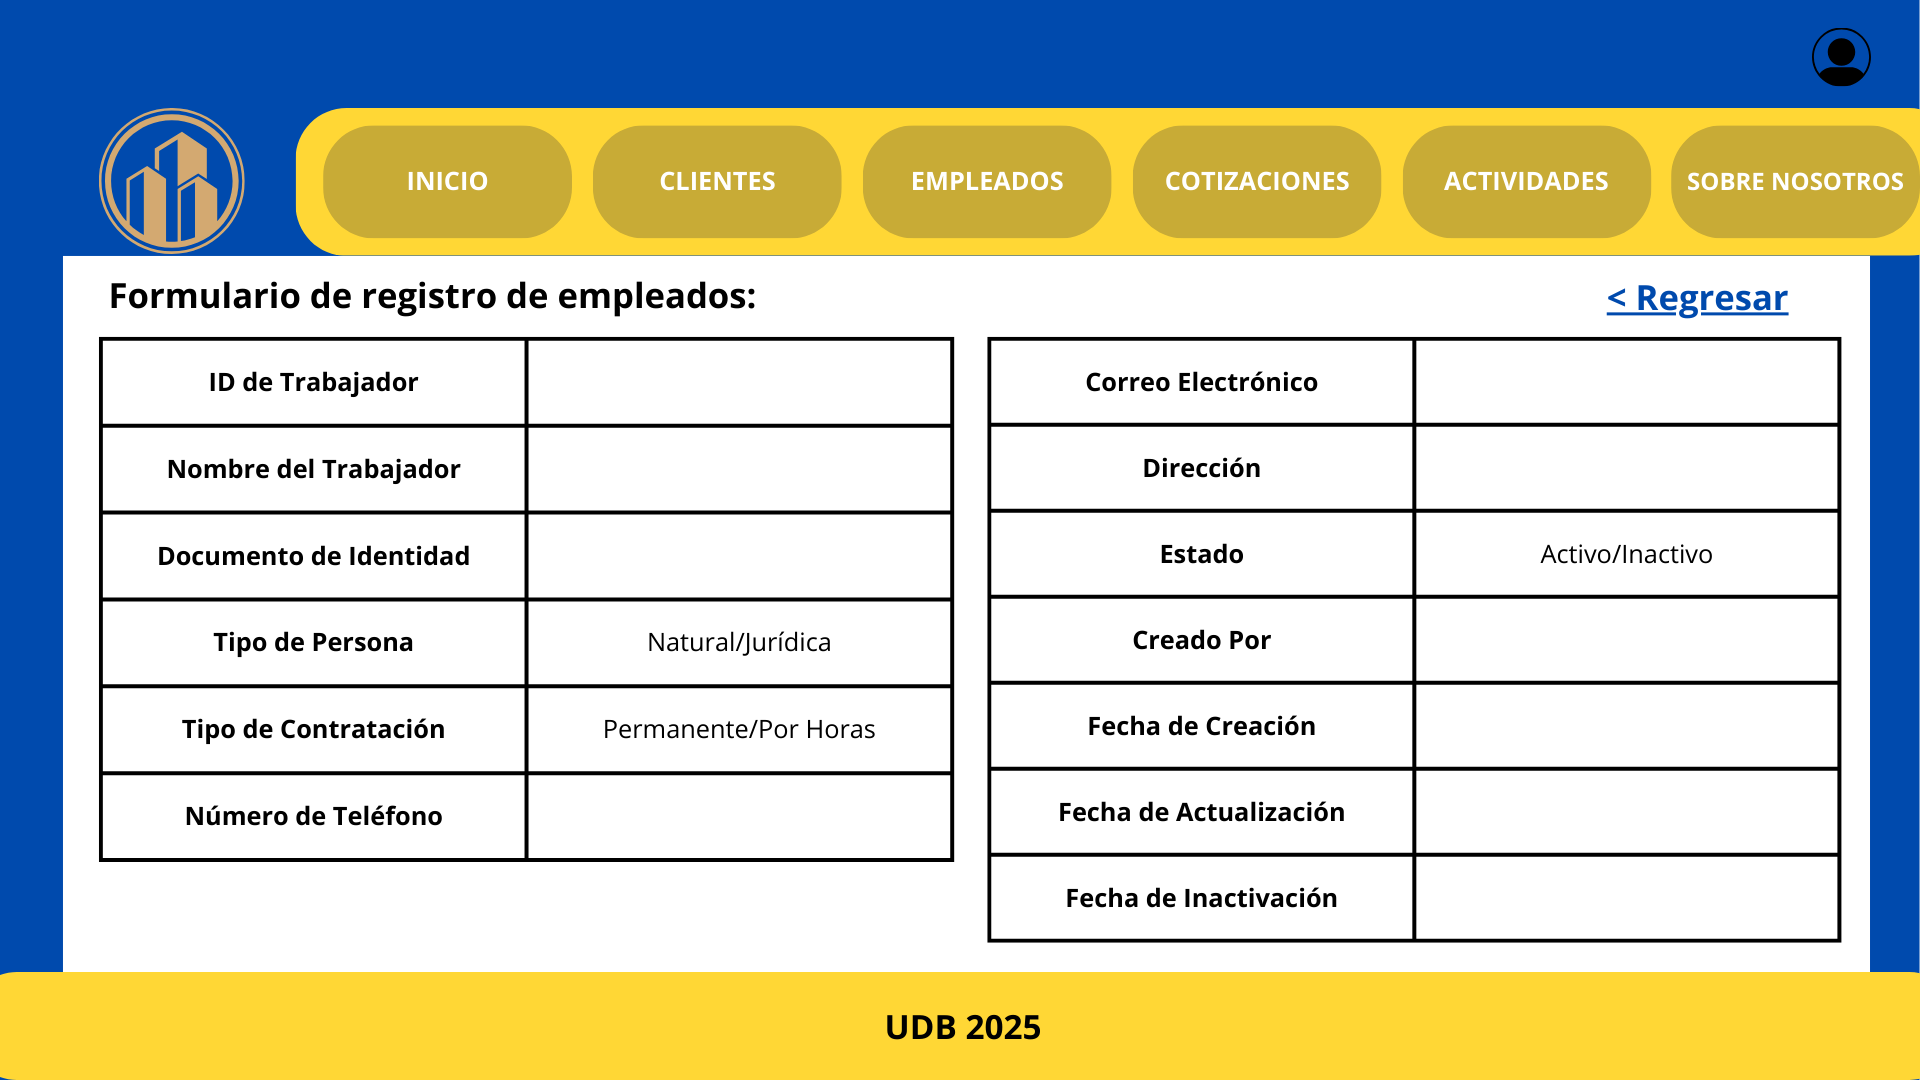 INICIO
CLIENTES
EMPLEADOS
COTIZACIONES
ACTIVIDADES
SOBRE NOSOTROS
Formulario de registro de empleados:
< Regresar
ID de Trabajador
Nombre del Trabajador
Documento de Identidad
Tipo de Persona
Natural/Jurídica
Tipo de Contratación
Permanente/Por Horas
Número de Teléfono
Correo Electrónico
Dirección
Estado
Activo/Inactivo
Creado Por
Fecha de Creación
Fecha de Actualización
Fecha de Inactivación
UDB 2025